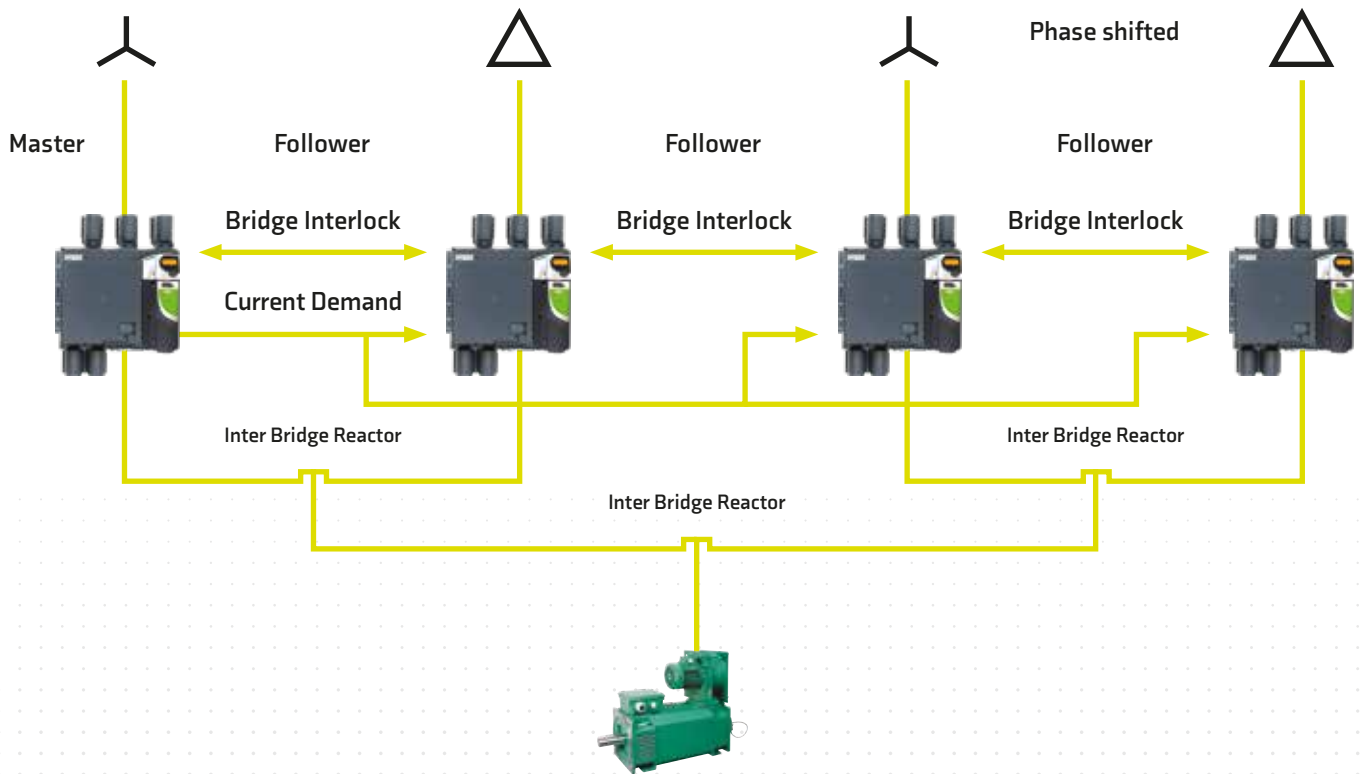 Phase shifted
Master
Follower
Follower
Follower
Bridge Interlock
Bridge Interlock
Bridge Interlock
Current Demand
Inter Bridge Reactor
Inter Bridge Reactor
Inter Bridge Reactor